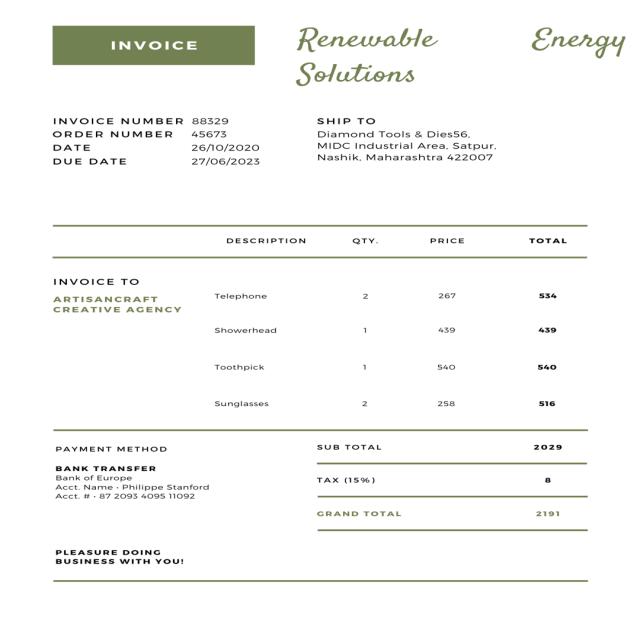 INVOICE
Renewable Energy
Solutions
INVOICE NUMBER 88329
ORDER NUMBER 45673
DATE 26/10/2020
DUE DATE 27/06/2023
SHIP TO
Diamond Tools & Dies56,
MIDC Industrial Area, Satpur,
Nashik, Maharashtra 422007
DESCRIPTION QTY. PRICE TOTAL
INVOICE TO
ARTISANCRAFT
CREATIVE AGENCY
Telephone 2 267 534
Showerhead 1 439 439
Toothpick 1 540 540
Sunglasses 2 258 516
PAYMENT METHOD
BANK TRANSFER
Bank of Europe
Acct. Name - Philippe Stanford
Acct. # - 87 2093 4095 11092
SUB TOTAL 2029
TAX (15%) 8
GRAND TOTAL 2191
PLEASURE DOING
BUSINESS WITH YOU!